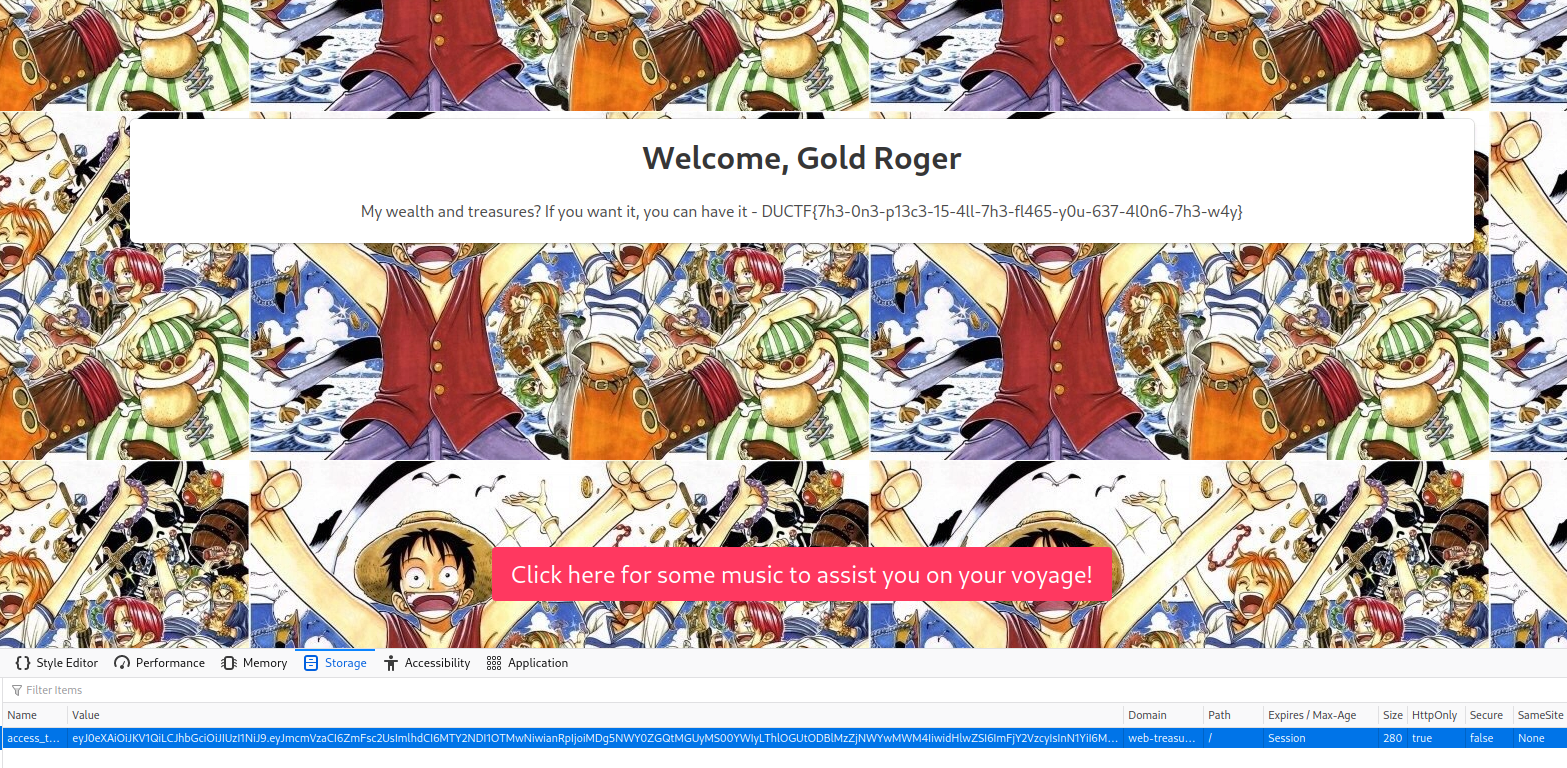 Welcome, Gold Roger
My wealth and treasures? If you want it, you can have it - DUCTF{7h3-0n3-p13c3-15-4ll-7h3-fl465-y0u-637-4l0n6-7h3-w4y}
Click here for some music to assist you on your voyage!
Style Editor Performance Memory Storage Accessibility Application
Filter Items
Name Value Domain Path Expires / Max-Age Size HttpOnly Secure SameSite
access_t... web-treasu... / Session 280 true false None